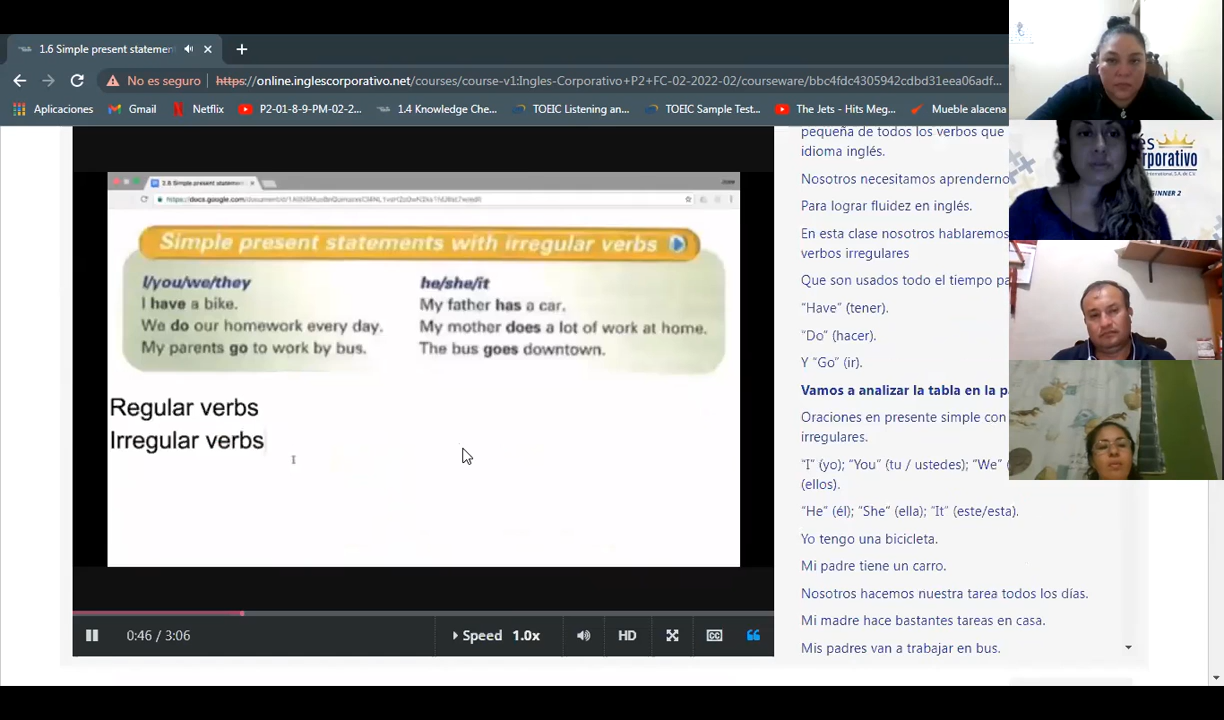 1.6 Simple present statement
No es seguro
https://online.inglescorporativo.net/courses/course-v1:Ingles-Corporativo+P2+FC-02-2022-02/courseware/bbc4fdc4305942cdbd31eea06adf...
Aplicaciones
Gmail
Netflix
P2-01-8-9-PM-02-2...
1.4 Knowledge Che...
TOEIC Listening an...
TOEIC Sample Test...
The Jets - Hits Meg...
Mueble alacena
Simple present statements with irregular verbs
I/you/we/they
I have a bike.
We do our homework every day.
My parents go to work by bus.
he/she/it
My father has a car.
My mother does a lot of work at home.
The bus goes downtown.
Regular verbs
Irregular verbs
0:46 / 3:06
Speed 1.0x
HD
CC
pequeña de todos los verbos que
idioma inglés.
Nosotros necesitamos aprenderno
Para lograr fluidez en inglés.
En esta clase nosotros hablaremos
verbos irregulares
Que son usados todo el tiempo pa
“Have” (tener).
“Do” (hacer).
Y “Go” (ir).
Vamos a analizar la tabla en la p
Oraciones en presente simple con
irregulares.
“I” (yo); “You” (tu / ustedes); “We”
(ellos).
“He” (él); “She” (ella); “It” (este/esta).
Yo tengo una bicicleta.
Mi padre tiene un carro.
Nosotros hacemos nuestra tarea todos los días.
Mi madre hace bastantes tareas en casa.
Mis padres van a trabajar en bus.